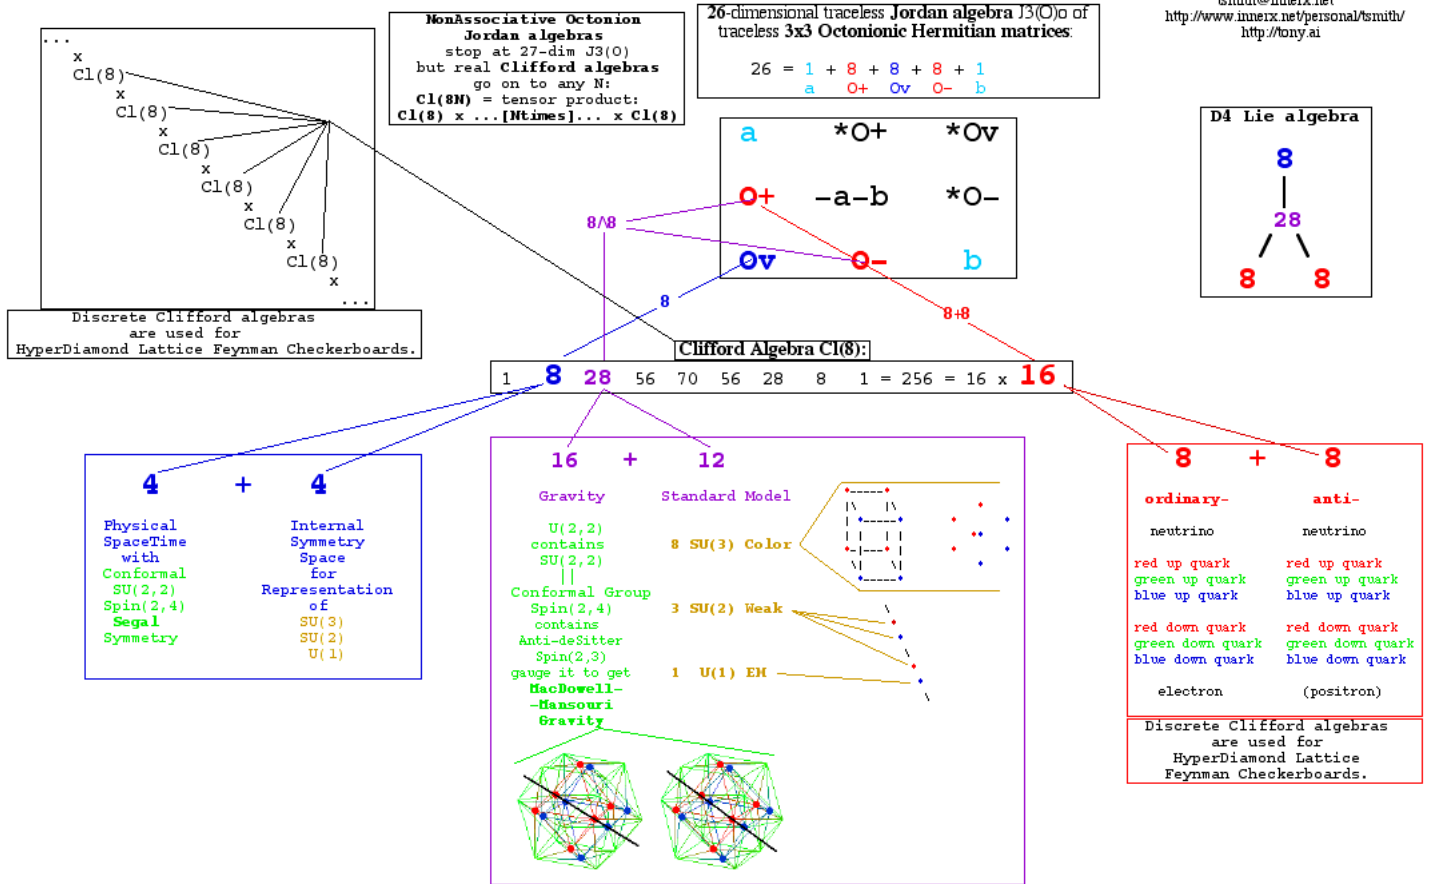 tsmith@innerx.net
http://www.innerx.net/personal/tsmith/
http://tony.ai
NonAssociative Octonion
Jordan algebras
stop at 27-dim J3(O)
but real Clifford algebras
go on to any N:
Cl(8N) = tensor product:
Cl(8) x ...[Ntimes]... x Cl(8)
26-dimensional traceless Jordan algebra J3(O)o of
traceless 3x3 Octonionic Hermitian matrices:
26 = 1 + 8 + 8 + 8 + 1
a O+ Ov O- b
...
x
Cl(8)
x
Cl(8)
x
Cl(8)
x
Cl(8)
x
Cl(8)
x
Cl(8)
x
...
Discrete Clifford algebras
are used for
HyperDiamond Lattice Feynman Checkerboards.
a *O+ *Ov
O+ -a-b *O-
Ov O- b
8/\8
8
8+8
D4 Lie algebra
8
28
8 8
Clifford Algebra Cl(8):
1 8 28 56 70 56 28 8 1 = 256 = 16 x 16
4 + 4
Physical
SpaceTime
with
Conformal
SU(2,2)
Spin(2,4)
Segal
Symmetry
Internal
Symmetry
Space
for
Representation
of
SU(3)
SU(2)
U(1)
16 + 12
Gravity
U(2,2)
contains
SU(2,2)
||
Conformal Group
Spin(2,4)
contains
Anti-deSitter
Spin(2,3)
gauge it to get
MacDowell-
-Mansouri
Gravity
Standard Model
8 SU(3) Color
3 SU(2) Weak
1 U(1) EM
8 + 8
ordinary-
neutrino
red up quark
green up quark
blue up quark
red down quark
green down quark
blue down quark
electron
anti-
neutrino
red up quark
green up quark
blue up quark
red down quark
green down quark
blue down quark
(positron)
Discrete Clifford algebras
are used for
HyperDiamond Lattice
Feynman Checkerboards.